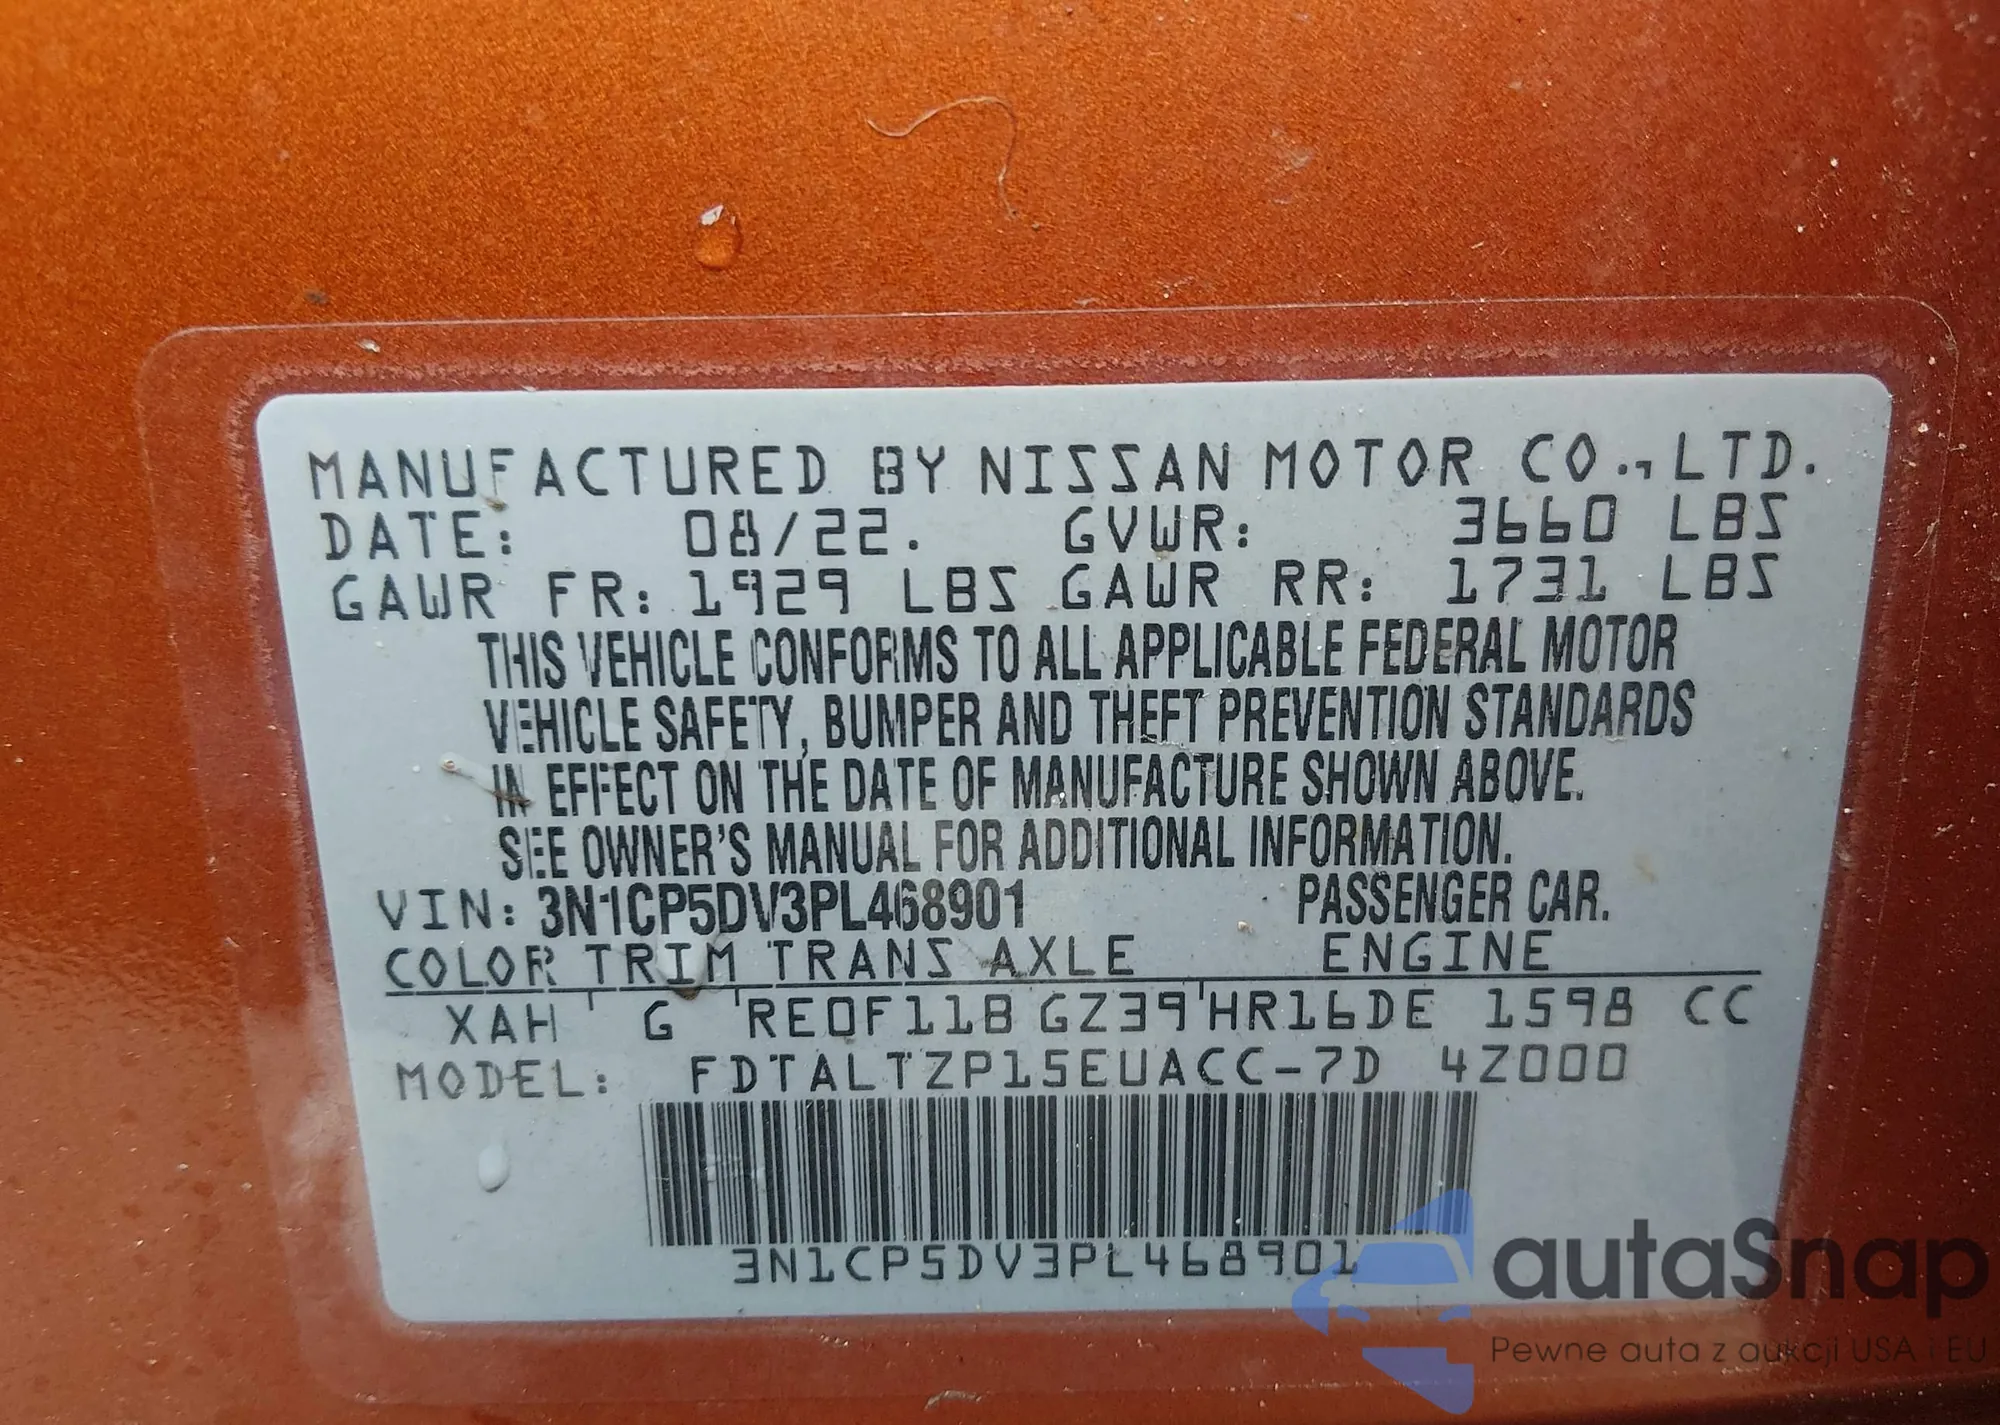 MANUFACTURED BY NISSAN MOTOR CO., LTD.
DATE: 08/22. GVWR: 3660 LBS
GAWR FR: 1929 LBS GAWR RR: 1731 LBS
THIS VEHICLE CONFORMS TO ALL APPLICABLE FEDERAL MOTOR
VEHICLE SAFETY, BUMPER AND THEFT PREVENTION STANDARDS
IN EFFECT ON THE DATE OF MANUFACTURE SHOWN ABOVE.
SEE OWNER'S MANUAL FOR ADDITIONAL INFORMATION.
VIN: 3N1CP5DV3PL468901 PASSENGER CAR.
COLOR TRIM TRANS AXLE ENGINE
XAH G RE0F11B GZ39 HR16DE 1598 CC
MODEL: FDTALTZP15EUACC-7D 4Z000
3N1CP5DV3PL468901
autaSnap
Pewne auta z aukcji USA i EU